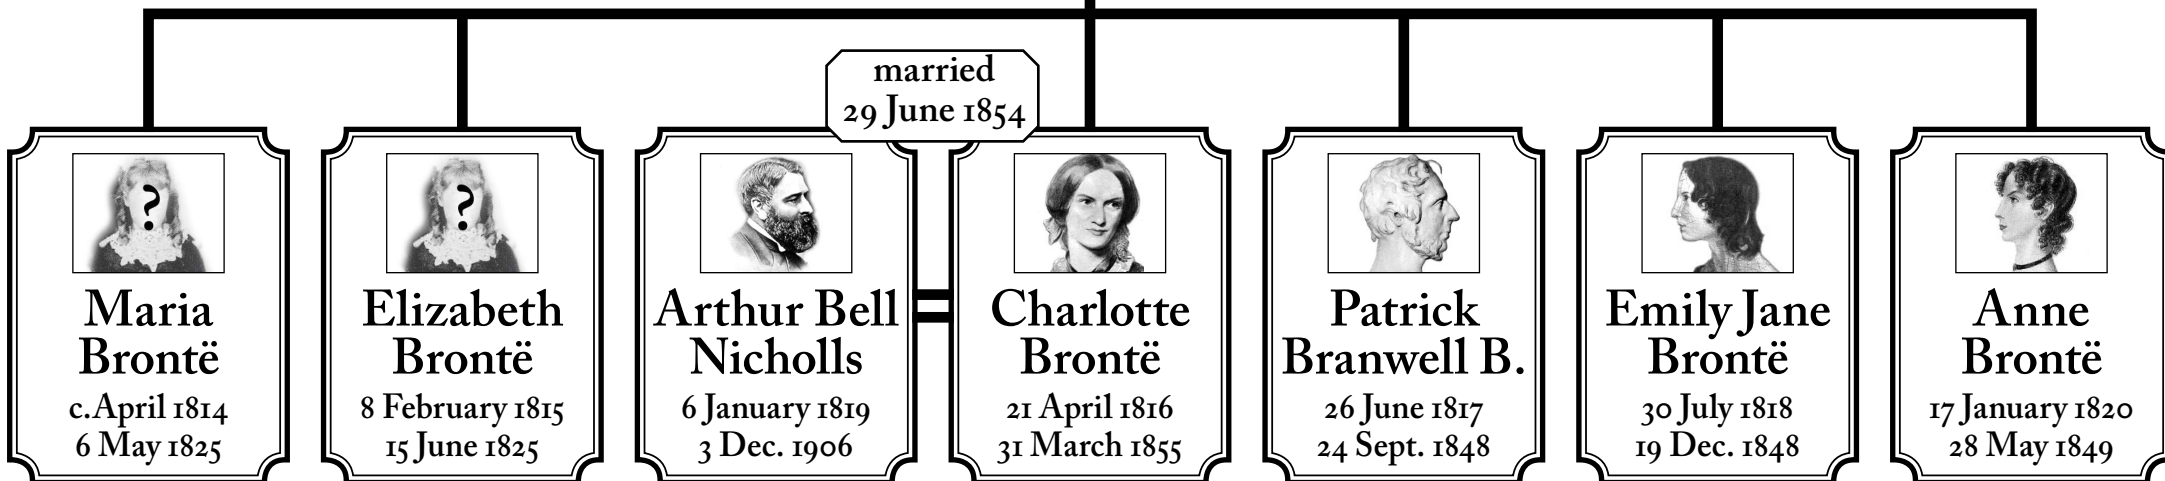 married
29 June 1854
?
Maria
Brontë
c.April 1814
6 May 1825
?
Elizabeth
Brontë
8 February 1815
15 June 1825
Arthur Bell
Nicholls
6 January 1819
3 Dec. 1906
Charlotte
Brontë
21 April 1816
31 March 1855
Patrick
Branwell B.
26 June 1817
24 Sept. 1848
Emily Jane
Brontë
30 July 1818
19 Dec. 1848
Anne
Brontë
17 January 1820
28 May 1849